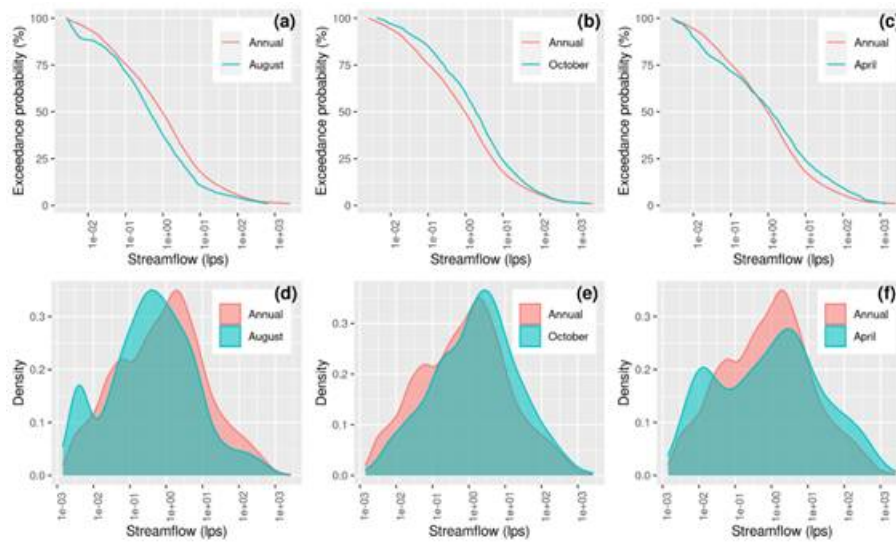 (a)
Annual
August
Exceedance probability (%)
100
75
50
25
0
1e-02
1e-01
1e+00
1e+01
1e+02
1e+03
Streamflow (lps)
(b)
Annual
October
Exceedance probability (%)
100
75
50
25
0
1e-02
1e-01
1e+00
1e+01
1e+02
1e+03
Streamflow (lps)
(c)
Annual
April
Exceedance probability (%)
100
75
50
25
0
1e-02
1e-01
1e+00
1e+01
1e+02
1e+03
Streamflow (lps)
(d)
Annual
August
Density
0.3
0.2
0.1
0.0
1e-03
1e-02
1e-01
1e+00
1e+01
1e+02
1e+03
Streamflow (lps)
(e)
Annual
October
Density
0.3
0.2
0.1
0.0
1e-03
1e-02
1e-01
1e+00
1e+01
1e+02
1e+03
Streamflow (lps)
(f)
Annual
April
Density
0.3
0.2
0.1
0.0
1e-03
1e-02
1e-01
1e+00
1e+01
1e+02
1e+03
Streamflow (lps)